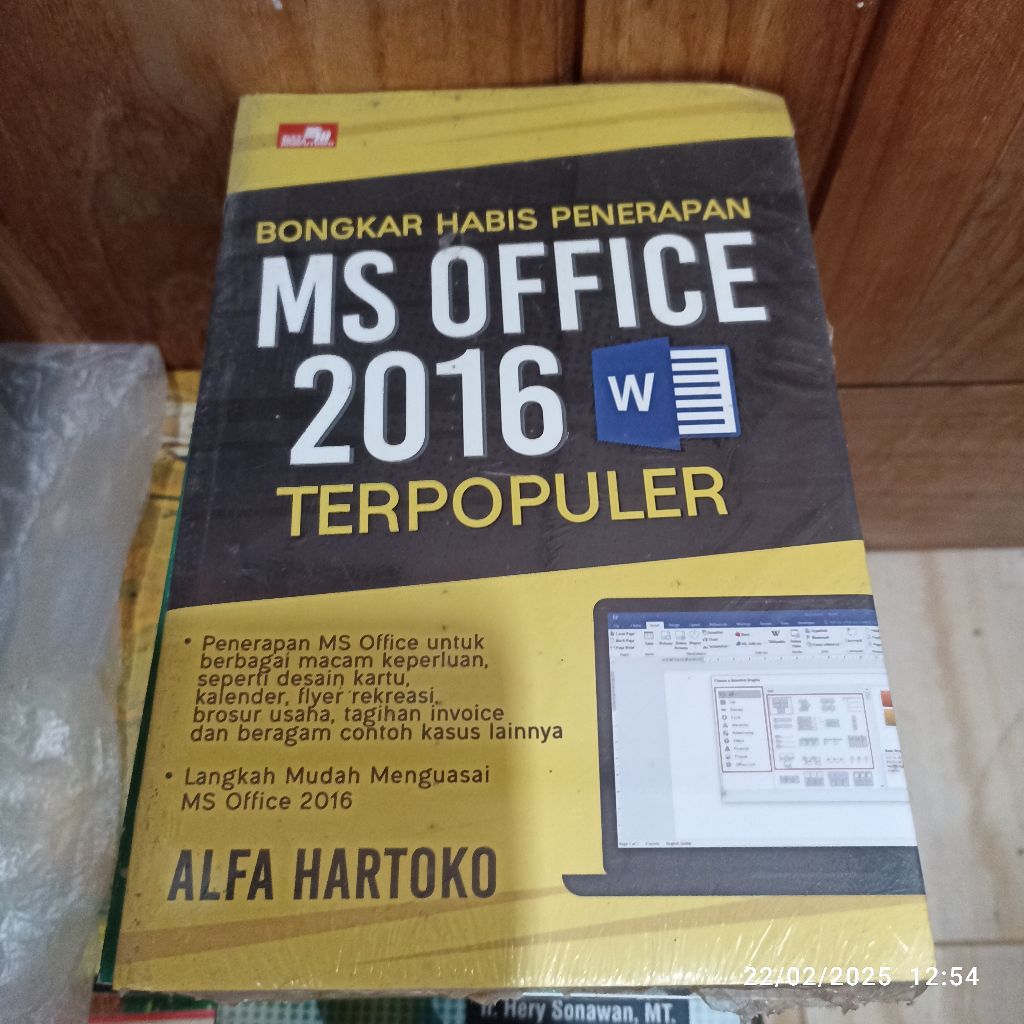 BONGKAR HABIS PENERAPAN
MS OFFICE
2016
W
TERPOPULER
• Penerapan MS Office untuk
berbagai macam keperluan,
seperti desain kartu,
kalender, flyer rekreasi,
brosur usaha, tagihan invoice
dan beragam contoh kasus lainnya
• Langkah Mudah Menguasai
MS Office 2016
ALFA HARTOKO
22/02/2025 12:54
Ir. Hery Sonawan, MT.